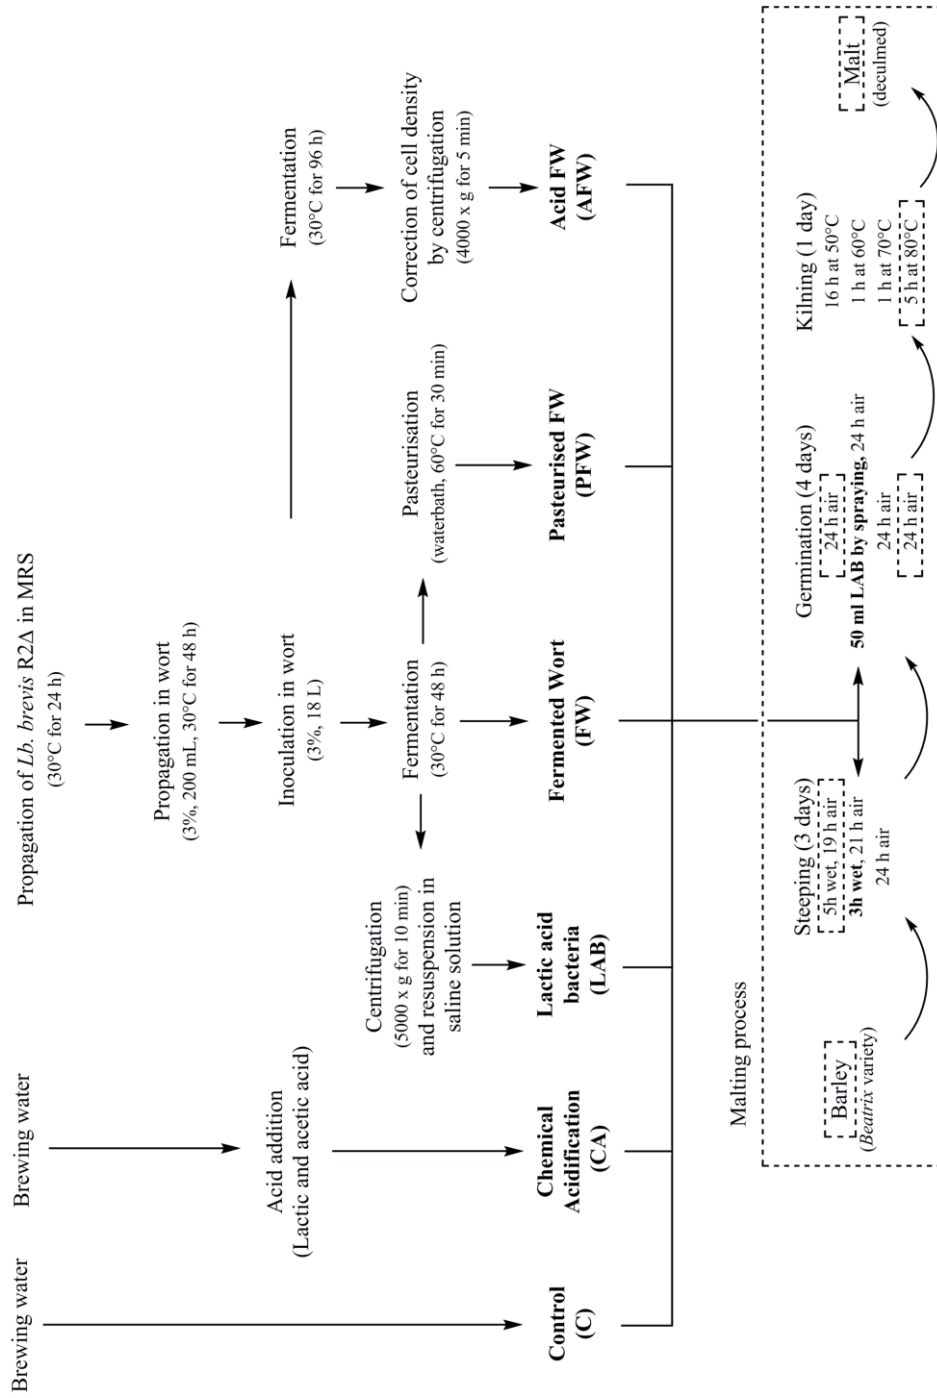 Brewing water
Control
(C)
Brewing water
Acid addition
(Lactic and acetic acid)
Chemical
Acidification
(CA)
Propagation of Lb. brevis R2Δ in MRS
(30°C for 24 h)
Propagation in wort
(3%, 200 mL, 30°C for 48 h)
Inoculation in wort
(3%, 18 L)
Fermentation
(30°C for 48 h)
Centrifugation
(5000 x g for 10 min)
and resuspension in
saline solution
Lactic acid
bacteria
(LAB)
Fermented Wort
(FW)
Pasteurisation
(waterbath, 60°C for 30 min)
Pasteurised FW
(PFW)
Fermentation
(30°C for 96 h)
Correction of cell density
by centrifugation
(4000 x g for 5 min)
Acid FW
(AFW)
Malting process
Barley
(Beatrix variety)
Steeping (3 days)
5h wet, 19 h air
3h wet, 21 h air
24 h air
Germination (4 days)
24 h air
50 ml LAB by spraying, 24 h air
24 h air
24 h air
Kilning (1 day)
16 h at 50°C
1 h at 60°C
1 h at 70°C
5 h at 80°C
Malt
(deculmed)